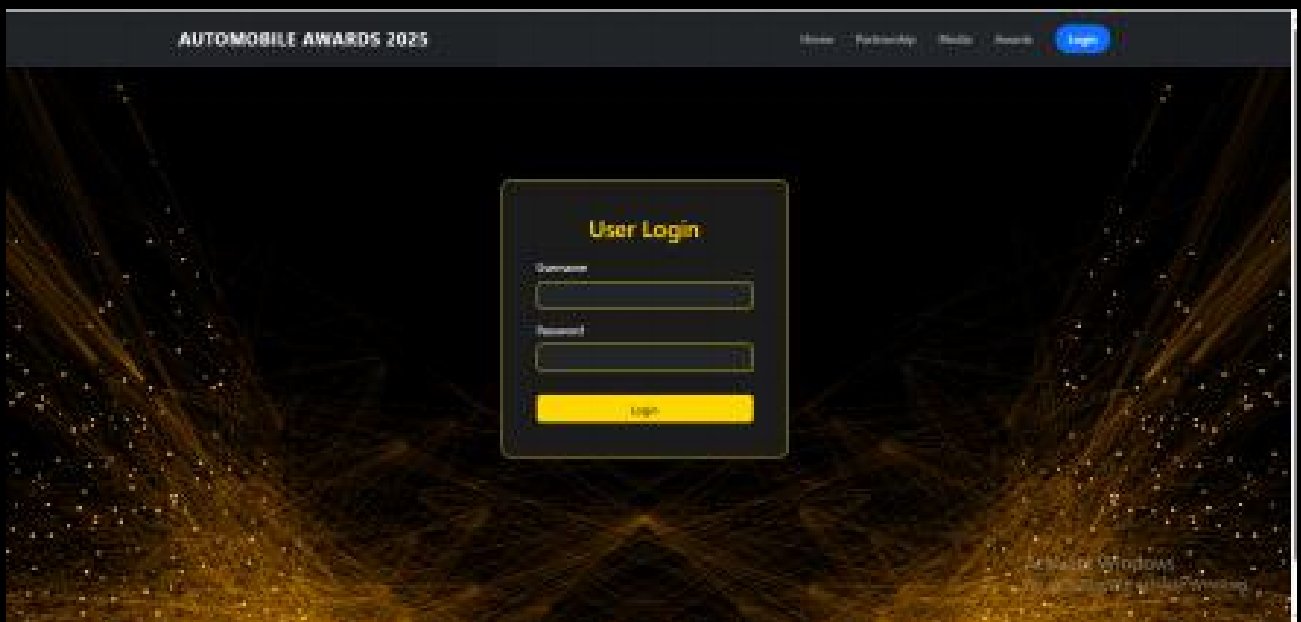 AUTOMOBILE AWARDS 2025
Home Partnership Media Awards Login
User Login
Username
Password
Login
Activate Windows